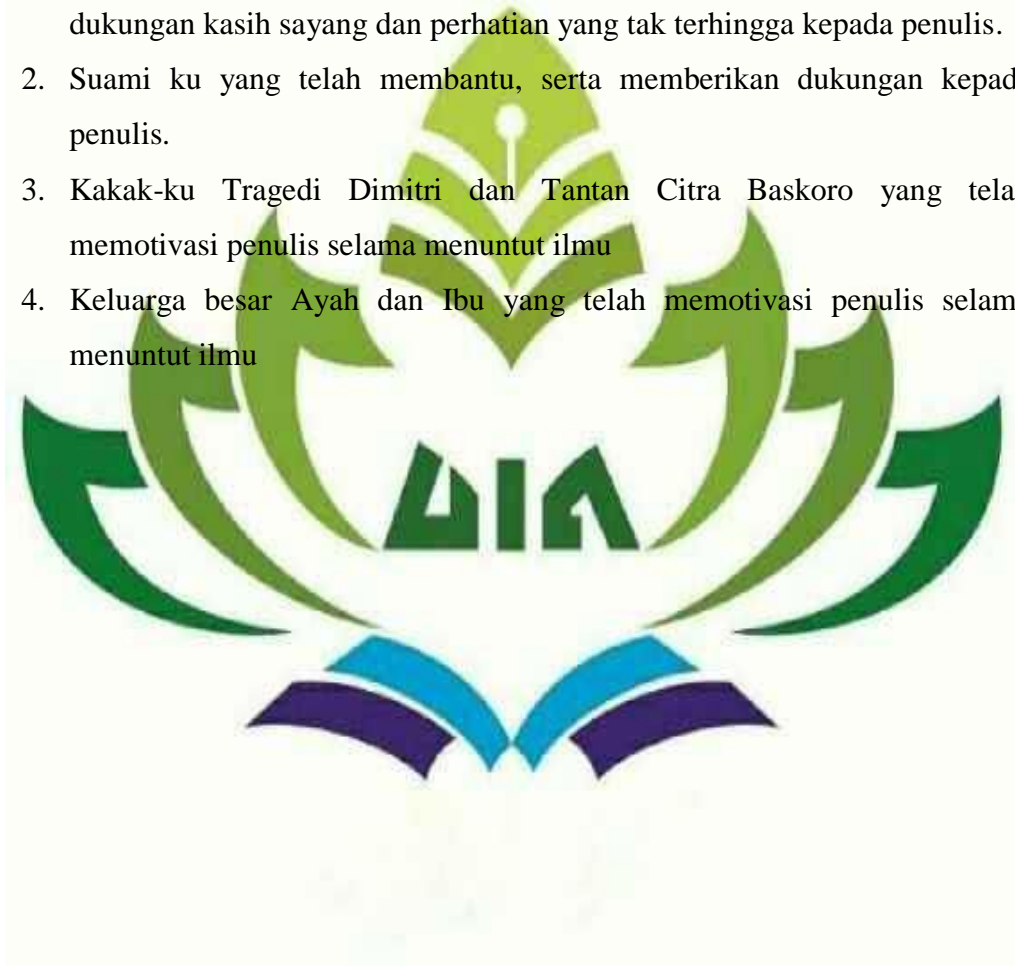 dukungan kasih sayang dan perhatian yang tak terhingga kepada penulis.
2. Suami ku yang telah membantu, serta memberikan dukungan kepad
penulis.
3. Kakak-ku Tragedi Dimitri dan Tantan Citra Baskoro yang tela
memotivasi penulis selama menuntut ilmu
4. Keluarga besar Ayah dan Ibu yang telah memotivasi penulis selam
menuntut ilmu
UIA